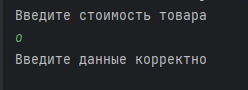 Введите стоимость товара
о
Введите данные корректно